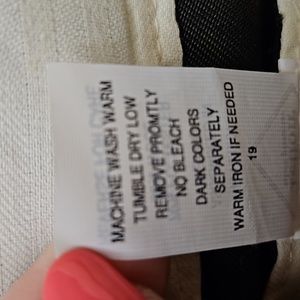 MACHINE WASH WARM
TUMBLE DRY LOW
REMOVE PROMTLY
NO BLEACH
DARK COLORS
SEPARATELY
WARM IRON IF NEEDED
19